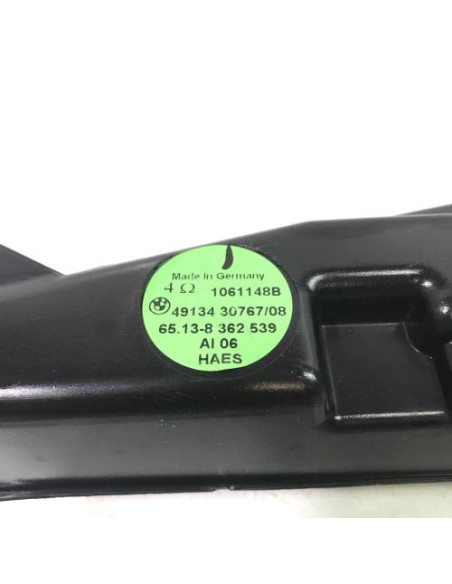 Made in Germany
4 Ω 1061148B
49134 30767/08
65.13-8 362 539
AI 06
HAES